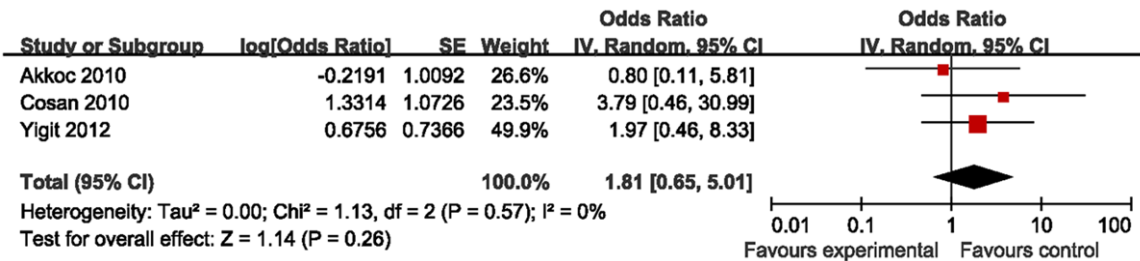 Odds Ratio Odds Ratio
Study or Subgroup log[Odds Ratio] SE Weight IV. Random. 95% CI IV. Random. 95% CI
Akkoc 2010 -0.2191 1.0092 26.6% 0.80 [0.11, 5.81]
Cosan 2010 1.3314 1.0726 23.5% 3.79 [0.46, 30.99]
Yigit 2012 0.6756 0.7366 49.9% 1.97 [0.46, 8.33]
Total (95% CI) 100.0% 1.81 [0.65, 5.01]
Heterogeneity: Tau² = 0.00; Chi² = 1.13, df = 2 (P = 0.57); I² = 0%
Test for overall effect: Z = 1.14 (P = 0.26)
0.01 0.1 1 10 100
Favours experimental Favours control